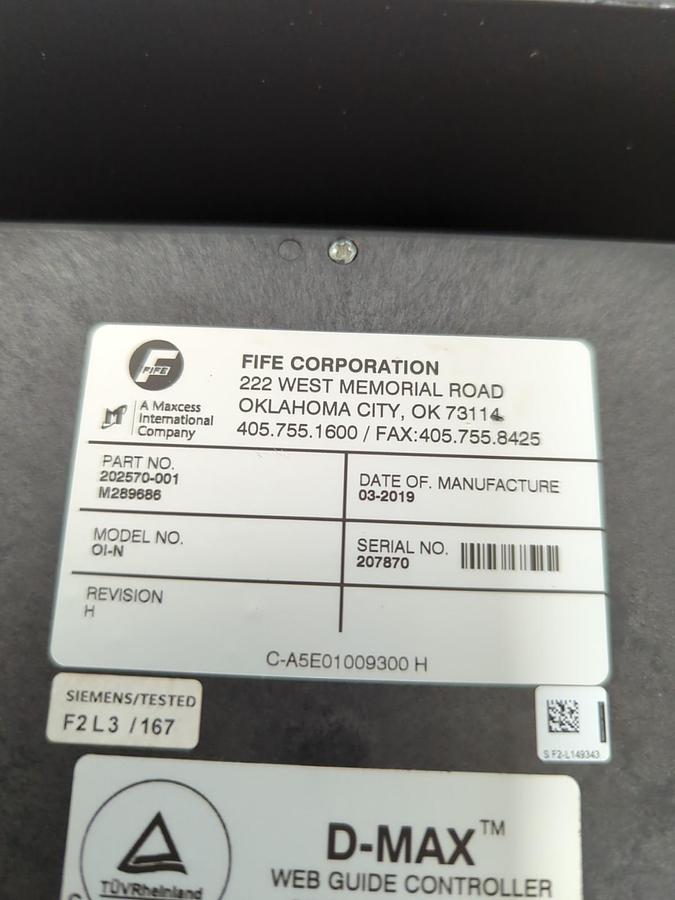 FIFE
FIFE CORPORATION
222 WEST MEMORIAL ROAD
OKLAHOMA CITY, OK 73114
405.755.1600 / FAX:405.755.8425
M
A Maxcess
International
Company
PART NO.
202570-001
M289686
DATE OF. MANUFACTURE
03-2019
MODEL NO.
OI-N
SERIAL NO.
207870
REVISION
H
C-A5E01009300 H
SIEMENS/TESTED
F2L3 /167
S F2-L149343
TÜVRheinland
D-MAX™
WEB GUIDE CONTROLLER